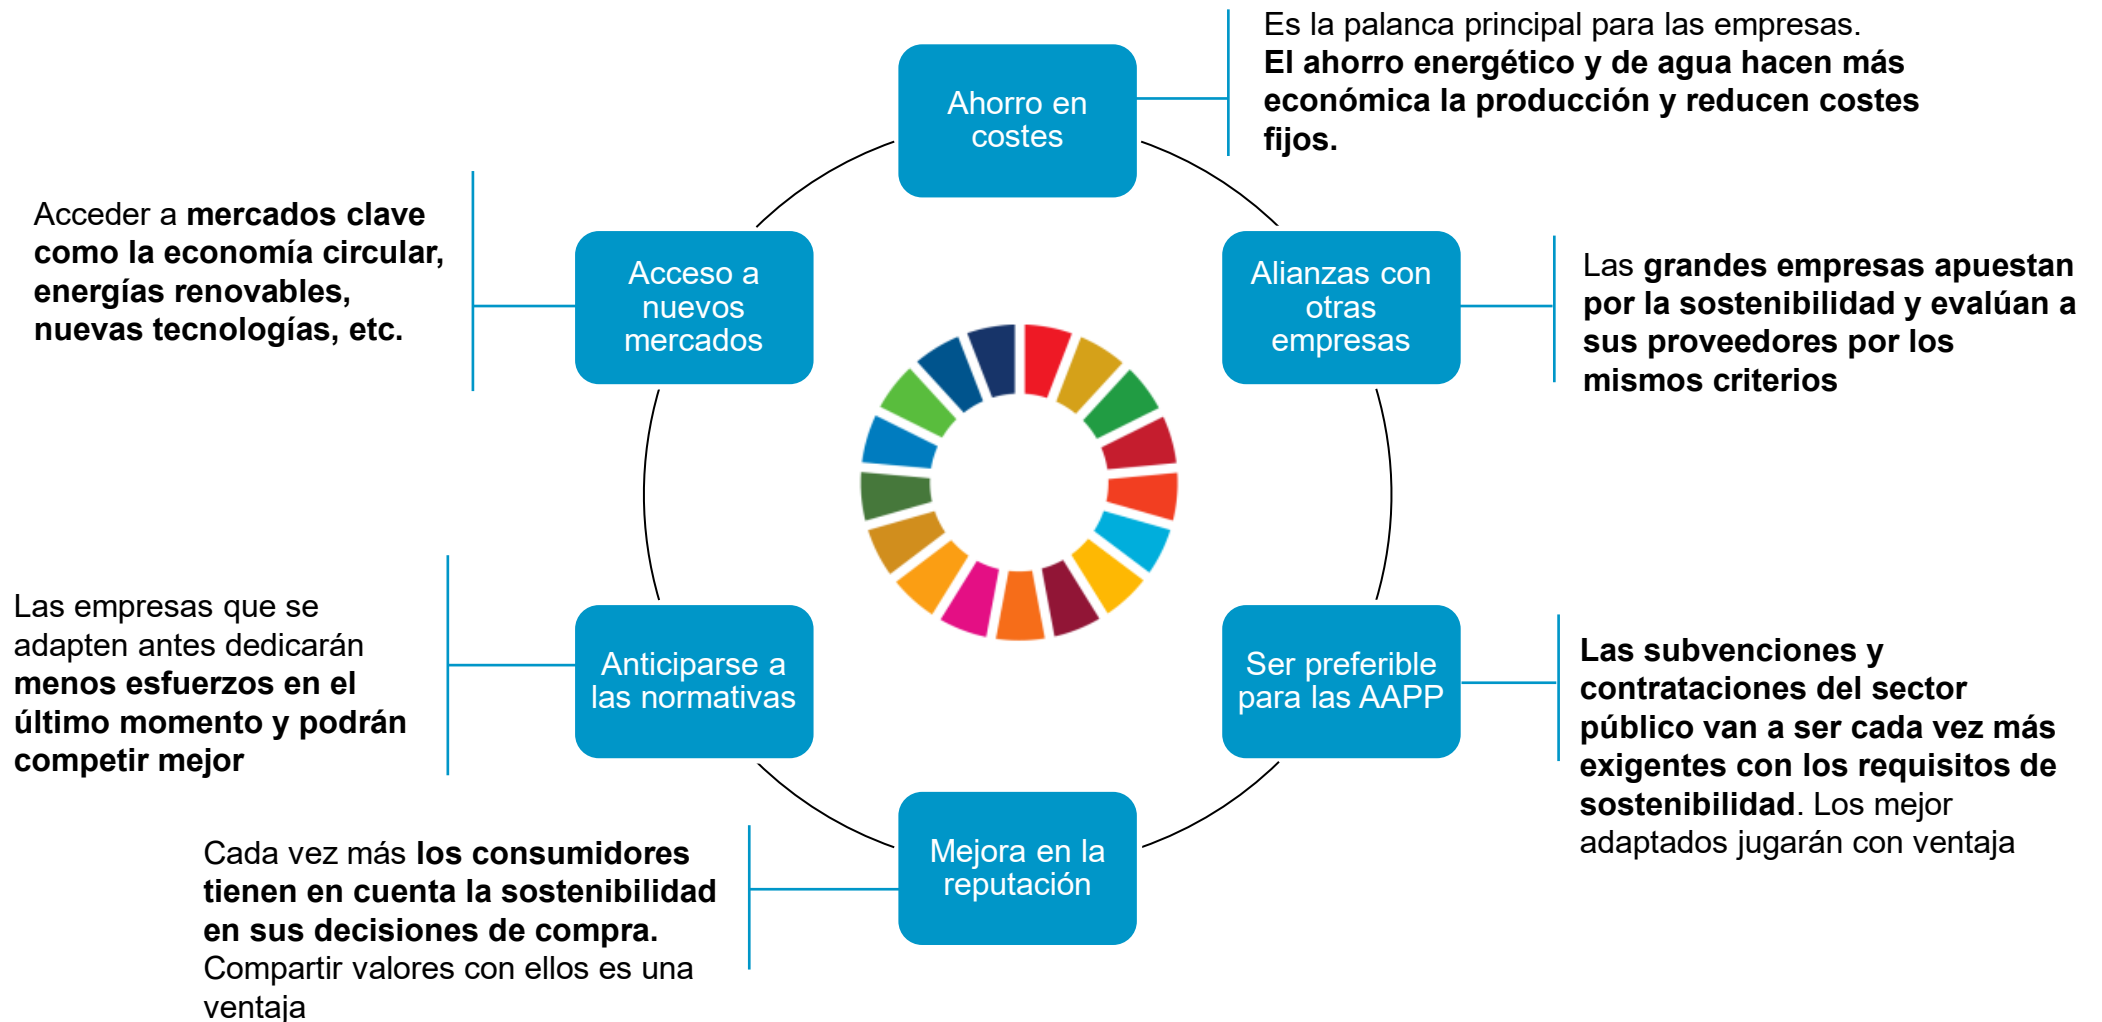 Ahorro en
costes
Es la palanca principal para las empresas.
El ahorro energético y de agua hacen más
económica la producción y reducen costes
fijos.
Alianzas con
otras
empresas
Las grandes empresas apuestan
por la sostenibilidad y evalúan a
sus proveedores por los
mismos criterios
Ser preferible
para las AAPP
Las subvenciones y
contrataciones del sector
público van a ser cada vez más
exigentes con los requisitos de
sostenibilidad. Los mejor
adaptados jugarán con ventaja
Mejora en la
reputación
Cada vez más los consumidores
tienen en cuenta la sostenibilidad
en sus decisiones de compra.
Compartir valores con ellos es una
ventaja
Anticiparse a
las normativas
Las empresas que se
adapten antes dedicarán
menos esfuerzos en el
último momento y podrán
competir mejor
Acceso a
nuevos
mercados
Acceder a mercados clave
como la economía circular,
energías renovables,
nuevas tecnologías, etc.